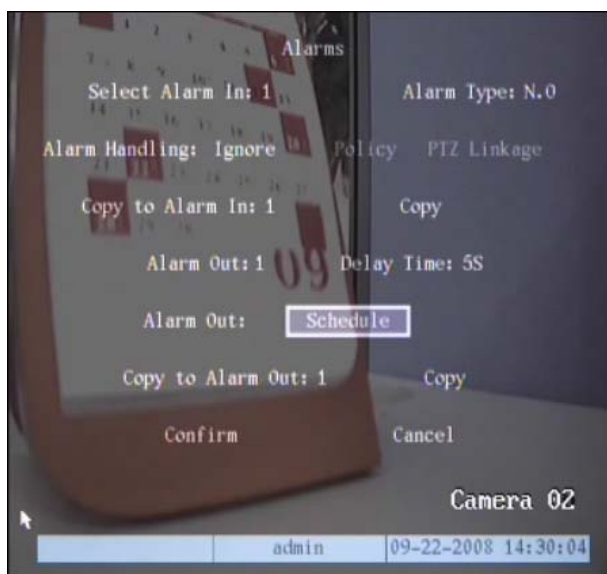 Alarms
Select Alarm In: 1 Alarm Type: N.O
Alarm Handling: Ignore Policy PTZ Linkage
Copy to Alarm In: 1 Copy
Alarm Out: 1 Delay Time: 5S
Alarm Out: Schedule
Copy to Alarm Out: 1 Copy
Confirm Cancel
09
Camera 02
admin 09-22-2008 14:30:04